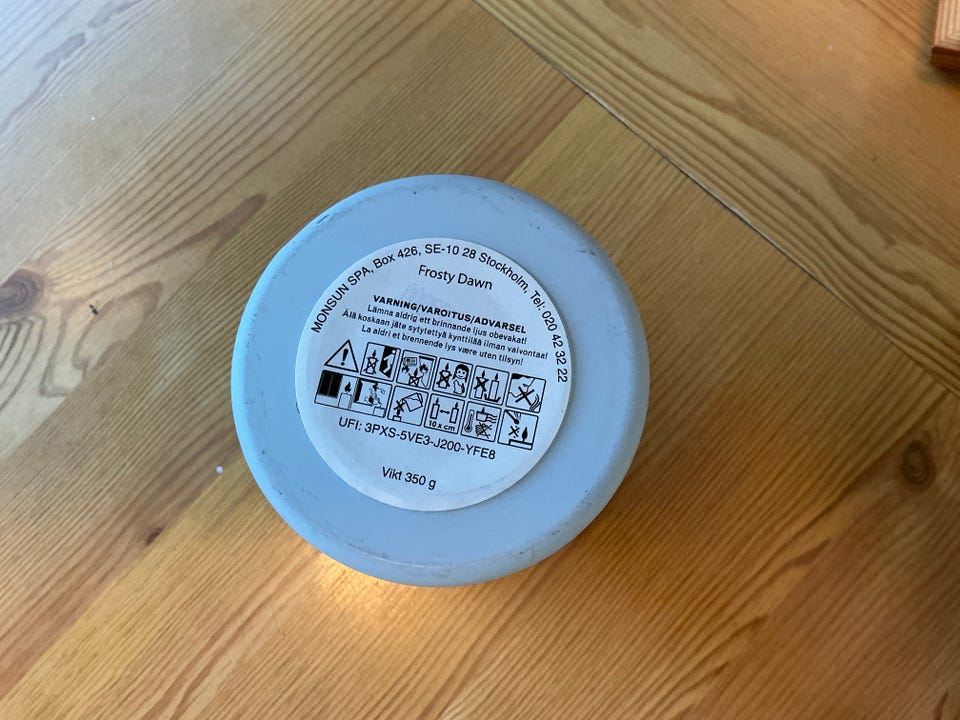 MONSUN SPA, Box 426, SE-10 28 Stockholm, Tel: 020 42 32 22
Frosty Dawn
VARNING/VAROITUS/ADVARSEL
Lämna aldrig ett brinnande ljus obevakat!
Älä koskaan jäte sytytettyä kynttilää ilman valvontaa!
La aldri et brennende lys være uten tilsyn!
10 x cm
UFI: 3PXS-5VE3-J200-YFE8
Vikt 350 g